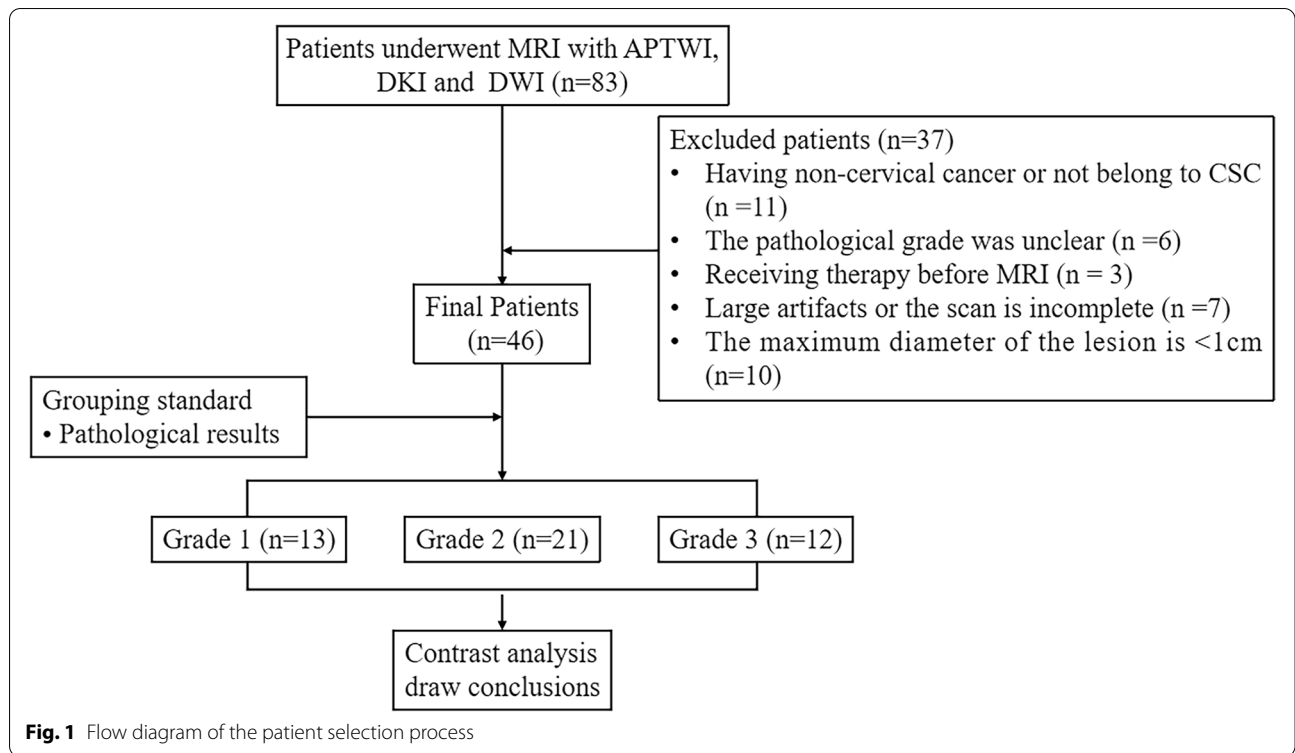 Patients underwent MRI with APTWI,
DKI and DWI (n=83)
Excluded patients (n=37)
• Having non-cervical cancer or not belong to CSC
(n =11)
• The pathological grade was unclear (n =6)
• Receiving therapy before MRI (n = 3)
• Large artifacts or the scan is incomplete (n =7)
• The maximum diameter of the lesion is <1cm
(n=10)
Final Patients
(n=46)
Grouping standard
• Pathological results
Grade 1 (n=13)
Grade 2 (n=21)
Grade 3 (n=12)
Contrast analysis
draw conclusions
Fig. 1 Flow diagram of the patient selection process